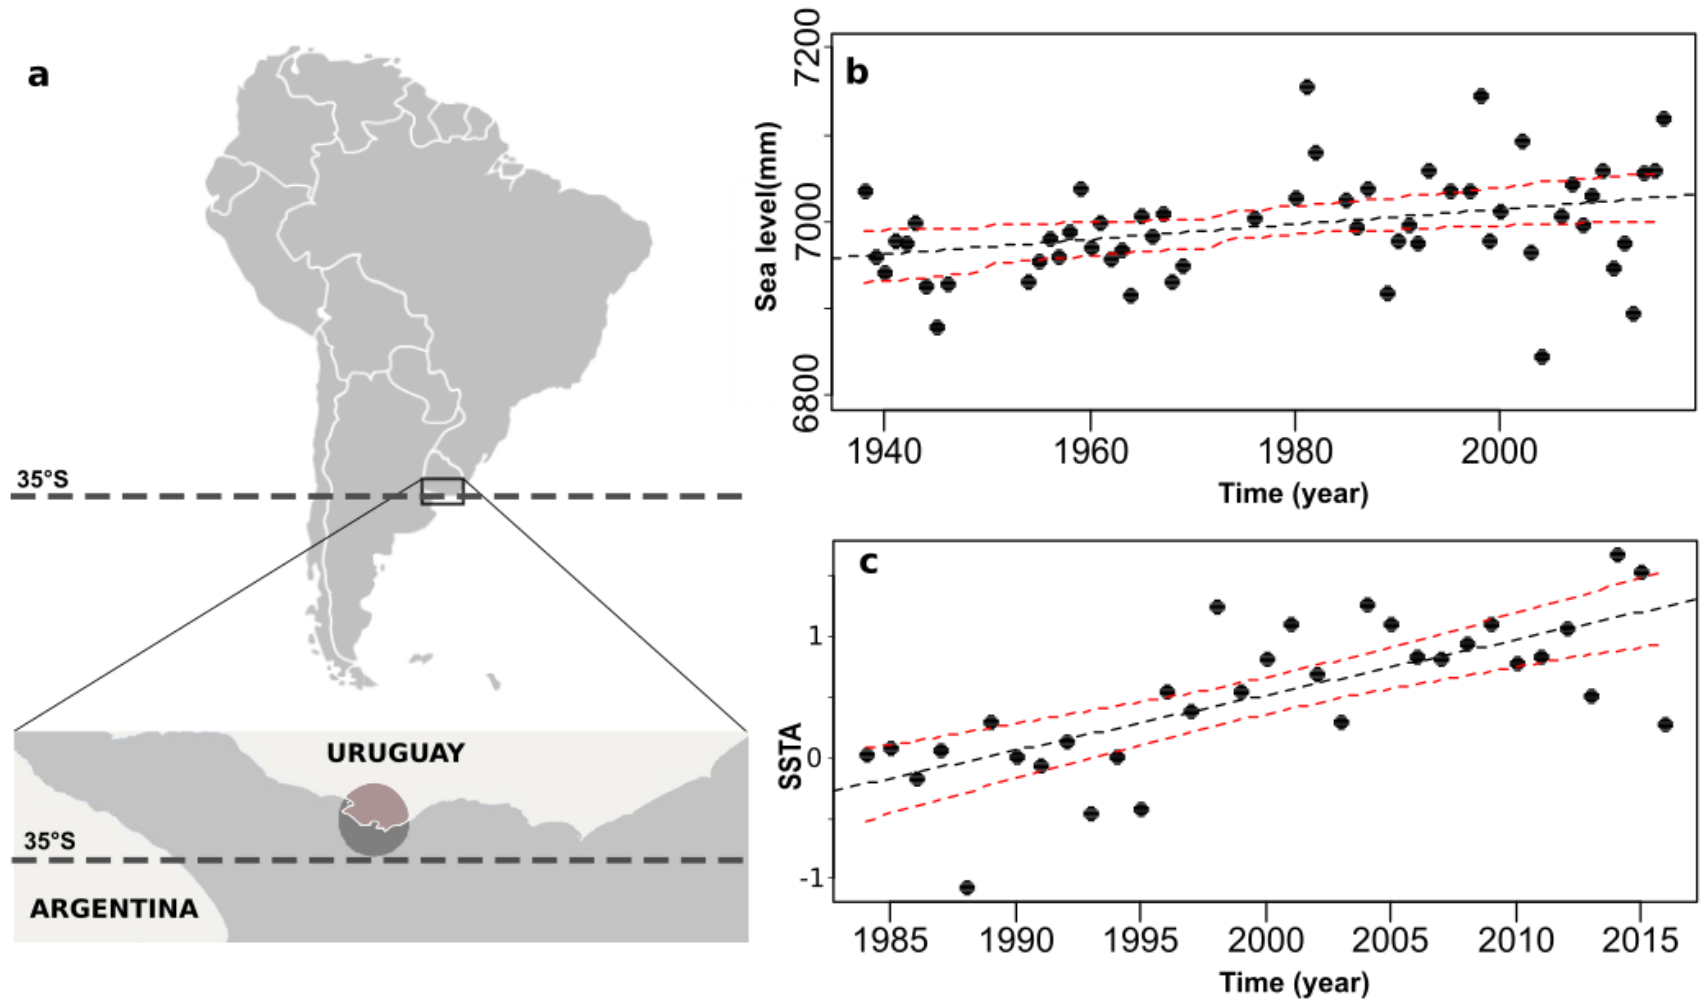 a
35°S
URUGUAY
35°S
ARGENTINA
b
Sea level(mm)
7200
7000
6800
1940 1960 1980 2000
Time (year)
c
SSTA
1
0
-1
1985 1990 1995 2000 2005 2010 2015
Time (year)